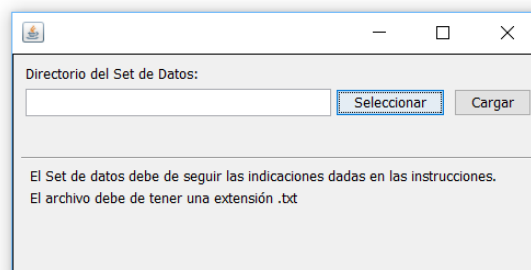 Directorio del Set de Datos:
Seleccionar Cargar
El Set de datos debe de seguir las indicaciones dadas en las instrucciones.
El archivo debe de tener una extensión .txt